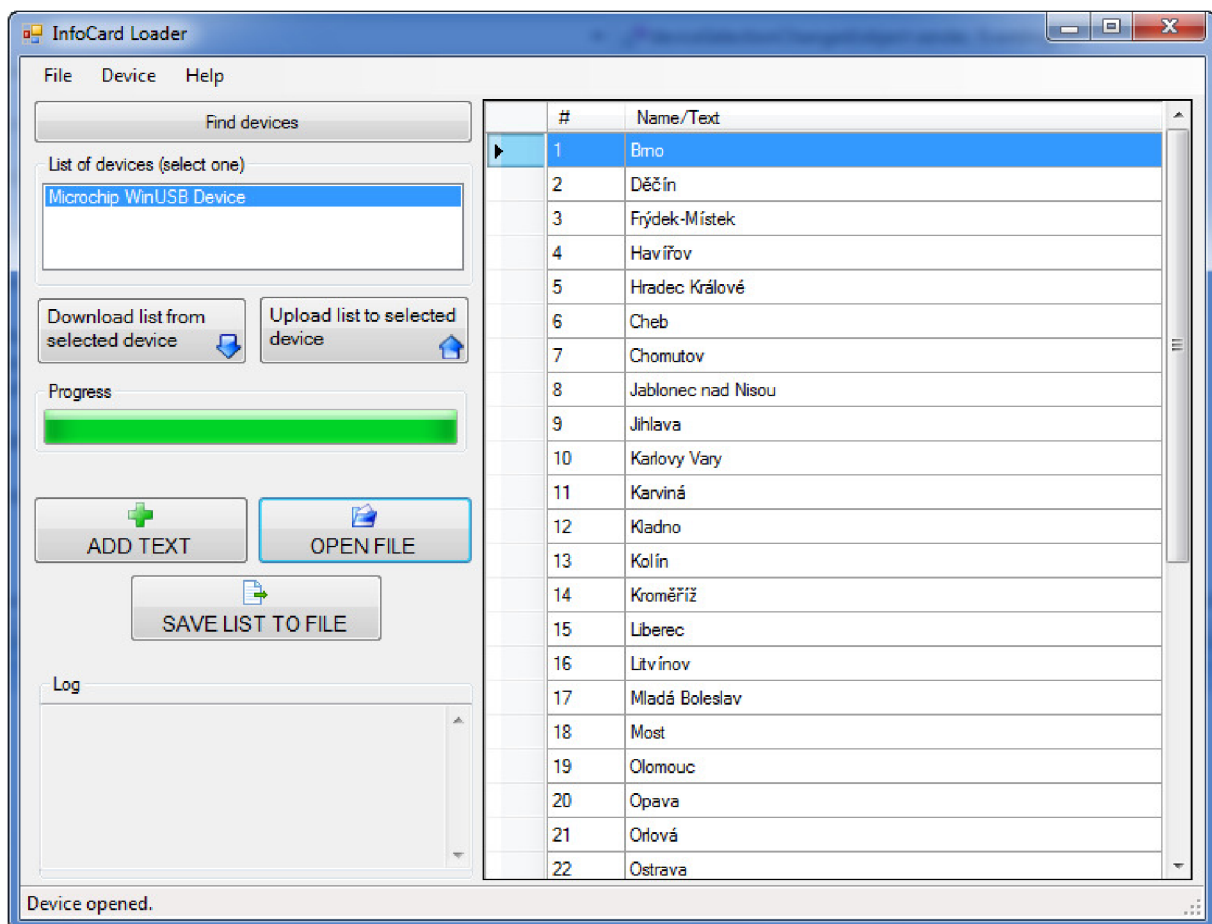 InfoCard Loader
File Device Help
Find devices
List of devices (select one)
Microchip WinUSB Device
Download list from
selected device
Upload list to selected
device
Progress
ADD TEXT
OPEN FILE
SAVE LIST TO FILE
Log
# Name/Text
1 Brno
2 Děčín
3 Frýdek-Místek
4 Havířov
5 Hradec Králové
6 Cheb
7 Chomutov
8 Jablonec nad Nisou
9 Jihlava
10 Karlovy Vary
11 Karviná
12 Kladno
13 Kolín
14 Kroměříž
15 Liberec
16 Litvínov
17 Mladá Boleslav
18 Most
19 Olomouc
20 Opava
21 Orlová
22 Ostrava
Device opened.